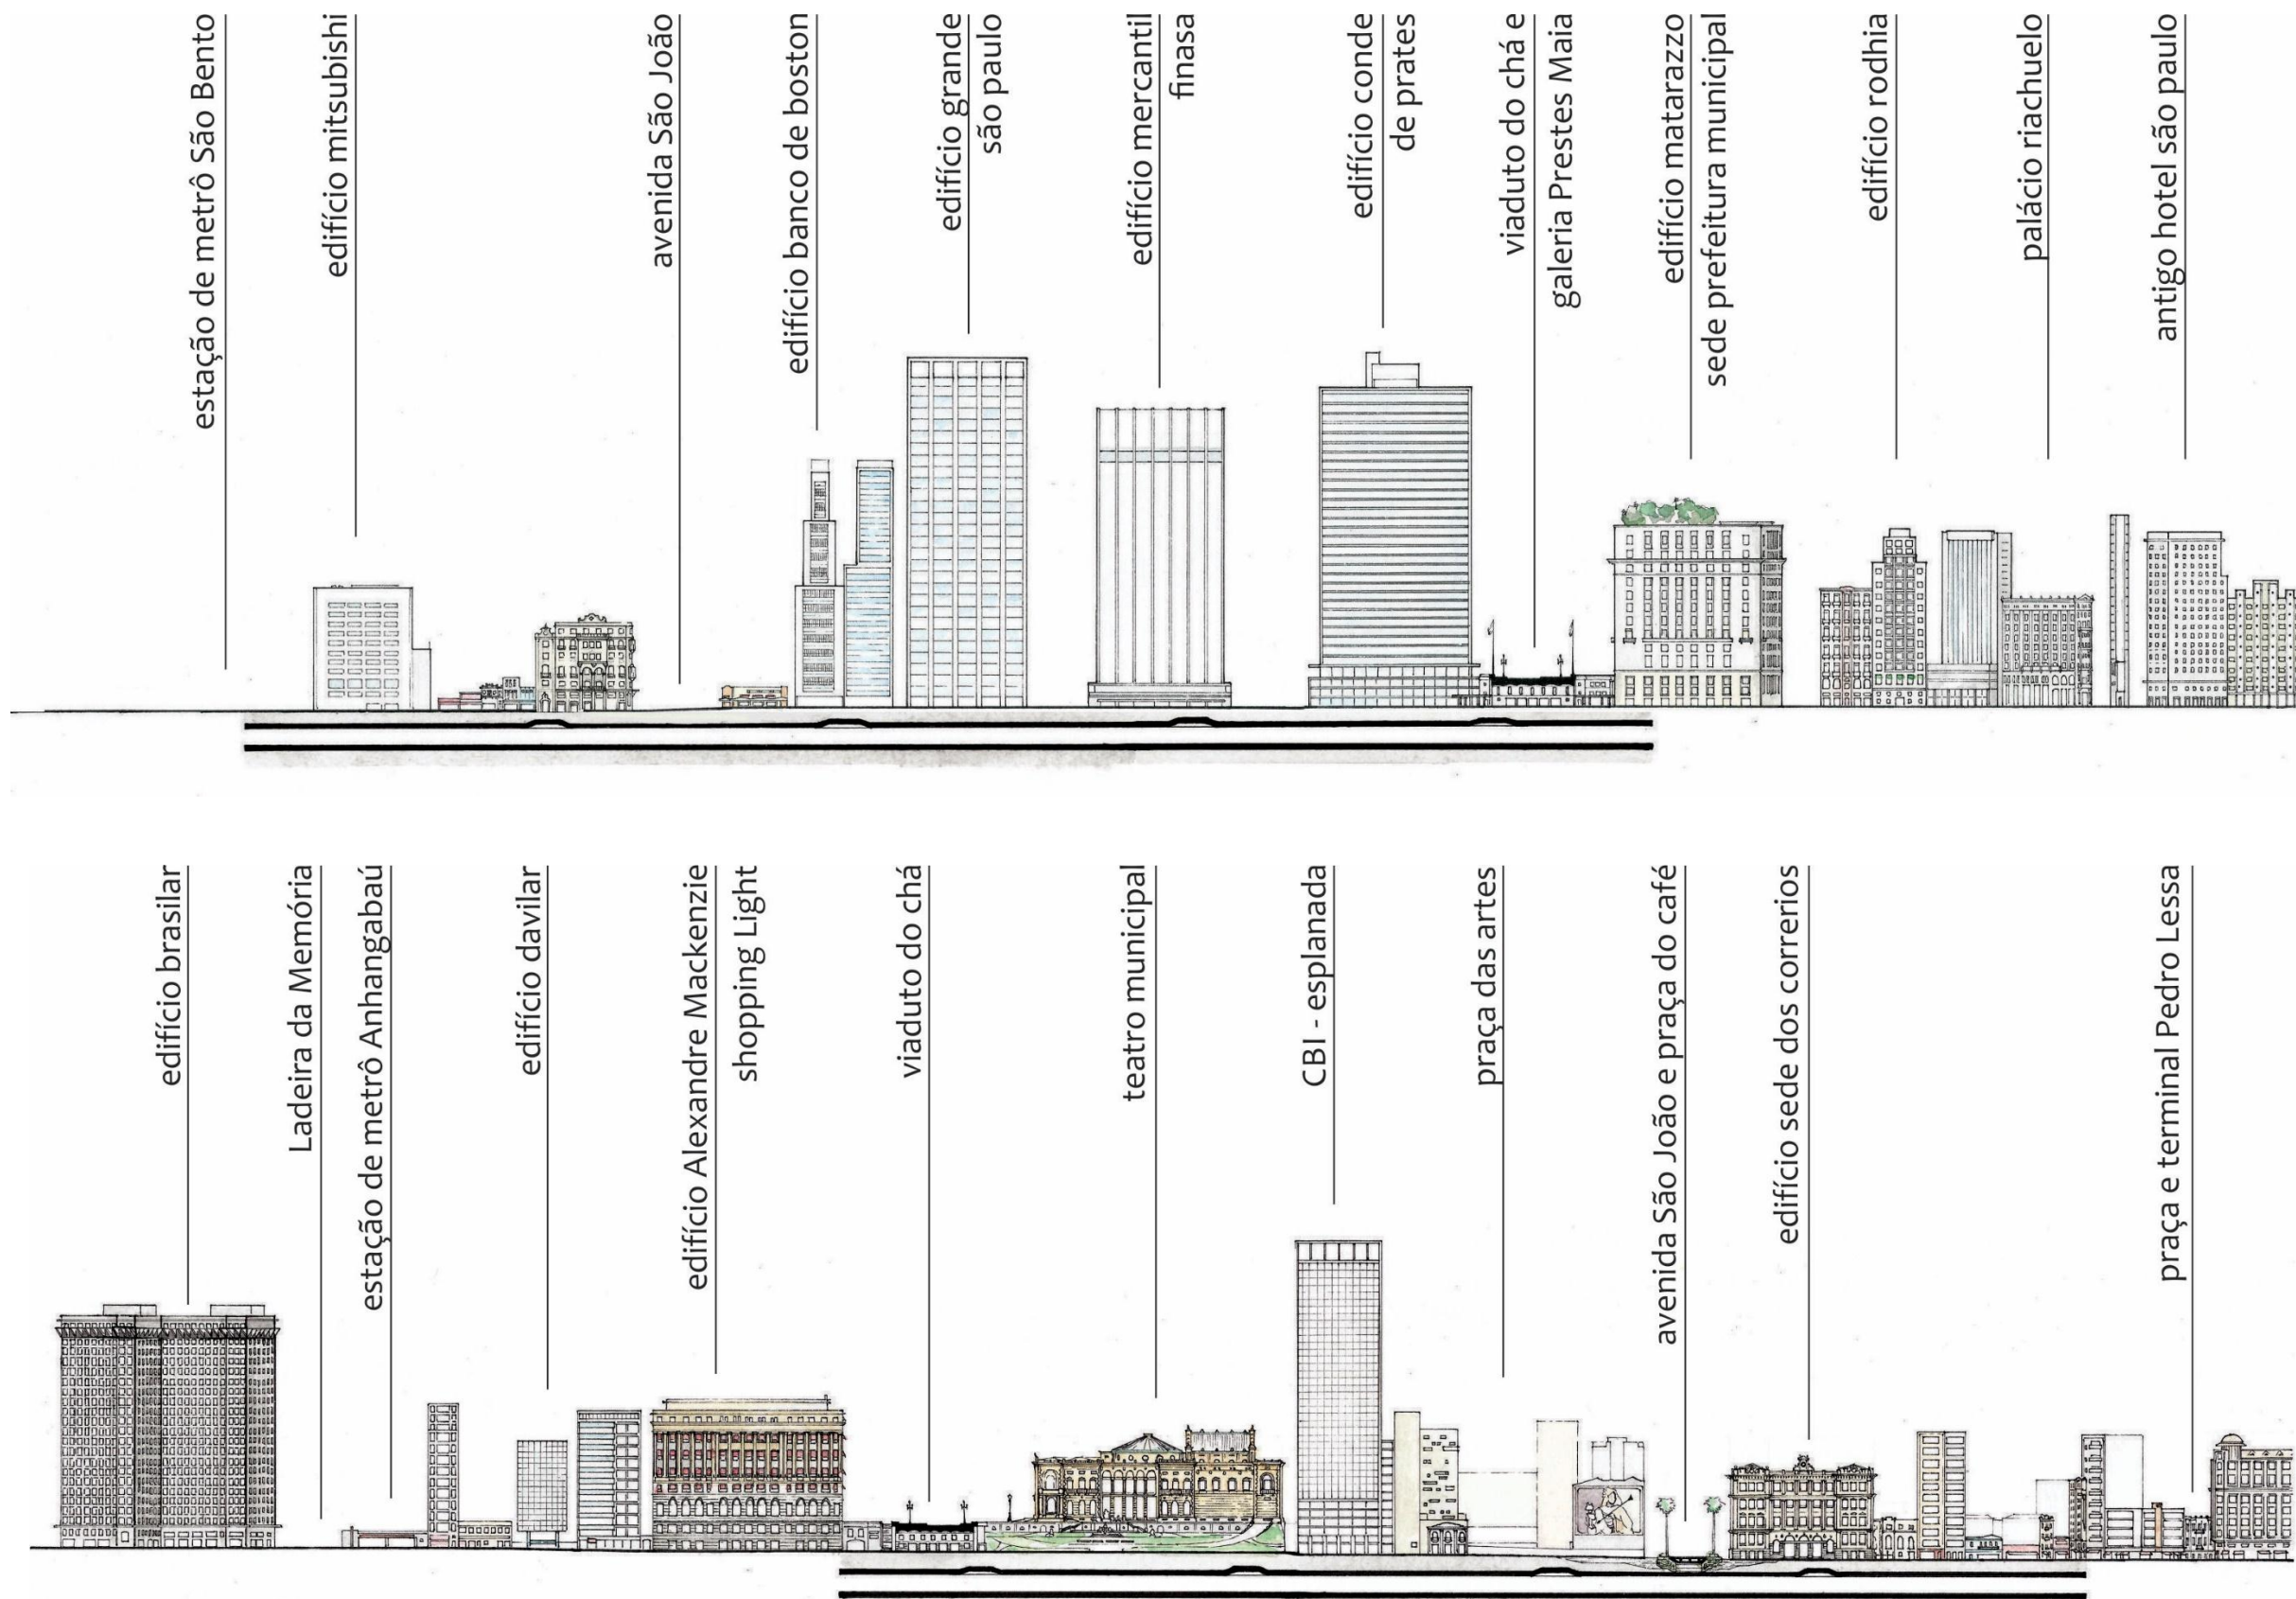 estação de metrô São Bento
edifício mitsubishi
avenida São João
edifício banco de boston
edifício grande
são paulo
edifício mercantil
finasa
edifício conde
de prates
viaduto do chá e
galeria Prestes Maia
edifício matarazzo
sede prefeitura municipal
edifício rodhia
palácio riachuelo
antigo hotel são paulo
edifício brasilar
Ladeira da Memória
estação de metrô Anhangabaú
edifício davilar
edifício Alexandre Mackenzie
shopping Light
viaduto do chá
teatro municipal
CBI - esplanada
praça das artes
avenida São João e praça do café
edifício sede dos correrios
praça e terminal Pedro Lessa